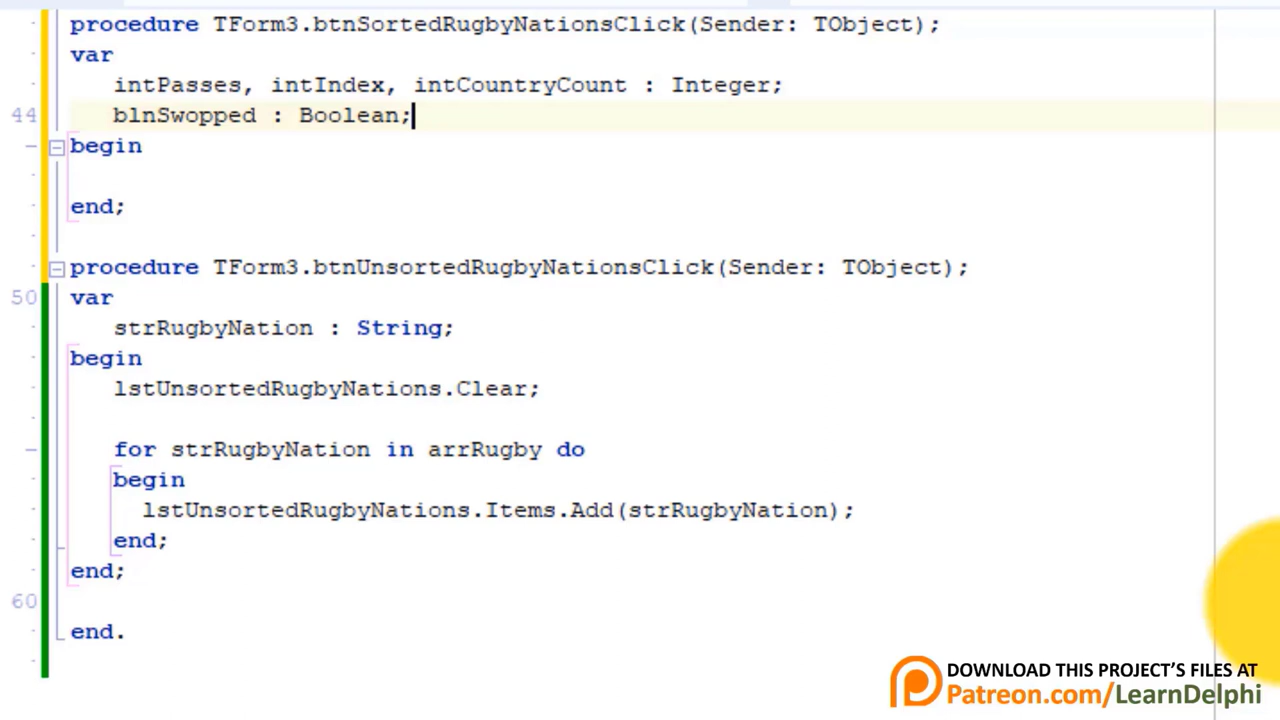 procedure TForm3.btnSortedRugbyNationsClick(Sender: TObject);
var
intPasses, intIndex, intCountryCount : Integer;
44 blnSwopped : Boolean;
begin
end;
procedure TForm3.btnUnsortedRugbyNationsClick(Sender: TObject);
50 var
strRugbyNation : String;
begin
lstUnsortedRugbyNations.Clear;
for strRugbyNation in arrRugby do
begin
lstUnsortedRugbyNations.Items.Add(strRugbyNation);
end;
end;
60
end.
DOWNLOAD THIS PROJECT'S FILES AT
Patreon.com/LearnDelphi